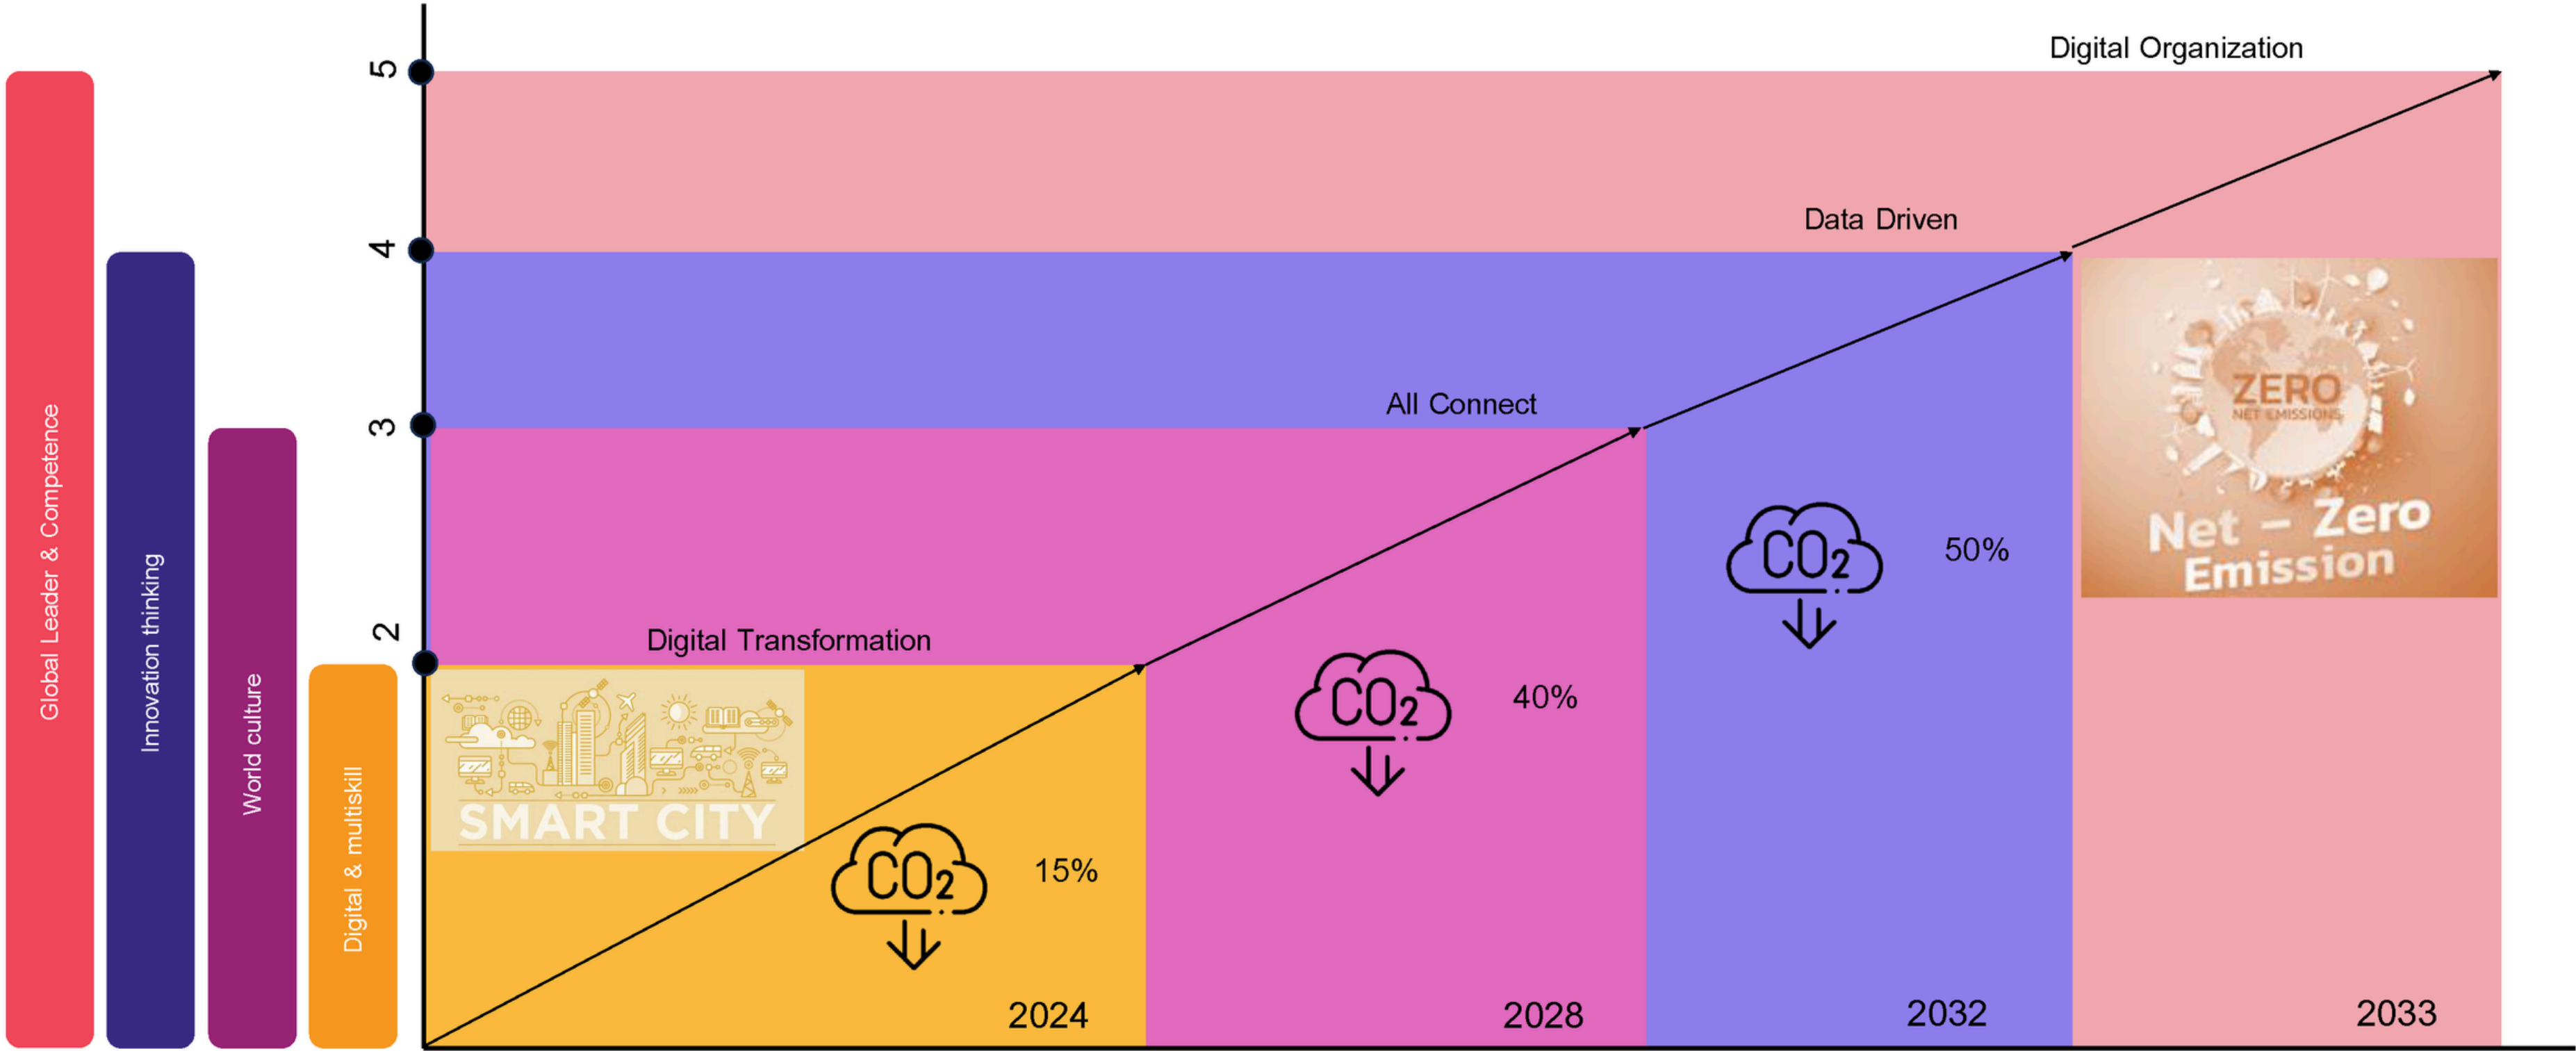 Digital Organization
5
Data Driven
4
ZERO
NET EMISSIONS
Net – Zero
Emission
All Connect
3
50%
CO2
40%
CO2
2
Digital Transformation
SMART CITY
15%
CO2
2024
2028
2032
2033
Global Leader & Competence
Innovation thinking
World culture
Digital & multiskill